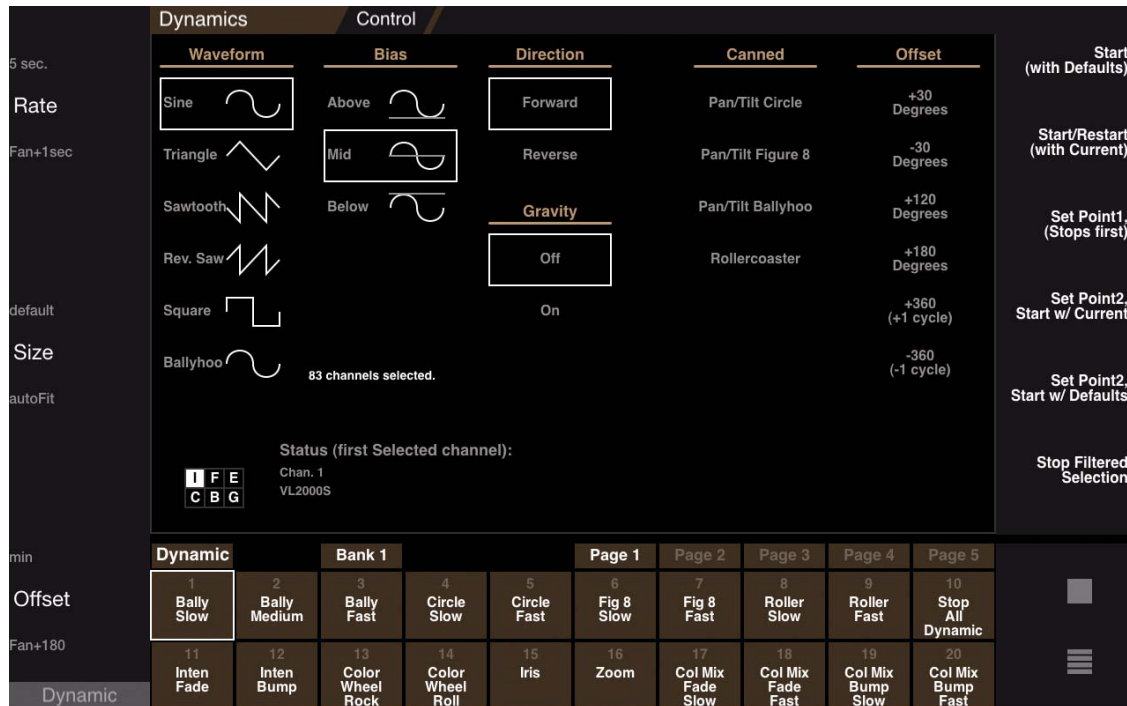 Dynamics
Control
5 sec.
Rate
Fan+1sec
default
Size
autoFit
min
Offset
Fan+180
Dynamic
Waveform
Sine
Triangle
Sawtooth
Rev. Saw
Square
Ballyhoo
Bias
Above
Mid
Below
Direction
Forward
Reverse
Gravity
Off
On
Canned
Pan/Tilt Circle
Pan/Tilt Figure 8
Pan/Tilt Ballyhoo
Rollercoaster
Offset
+30
Degrees
-30
Degrees
+120
Degrees
+180
Degrees
+360
(+1 cycle)
-360
(-1 cycle)
83 channels selected.
Status (first Selected channel):
Chan. 1
VL2000S
I F E
C B G
Start
(with Defaults)
Start/Restart
(with Current)
Set Point1,
(Stops first)
Set Point2,
Start w/ Current
Set Point2,
Start w/ Defaults
Stop Filtered
Selection
Dynamic
Bank 1
Page 1
Page 2
Page 3
Page 4
Page 5
1
Bally
Slow
2
Bally
Medium
3
Bally
Fast
4
Circle
Slow
5
Circle
Fast
6
Fig 8
Slow
7
Fig 8
Fast
8
Roller
Slow
9
Roller
Fast
10
Stop
All
Dynamic
11
Inten
Fade
12
Inten
Bump
13
Color
Wheel
Rock
14
Color
Wheel
Roll
15
Iris
16
Zoom
17
Col Mix
Fade
Slow
18
Col Mix
Fade
Fast
19
Col Mix
Bump
Slow
20
Col Mix
Bump
Fast